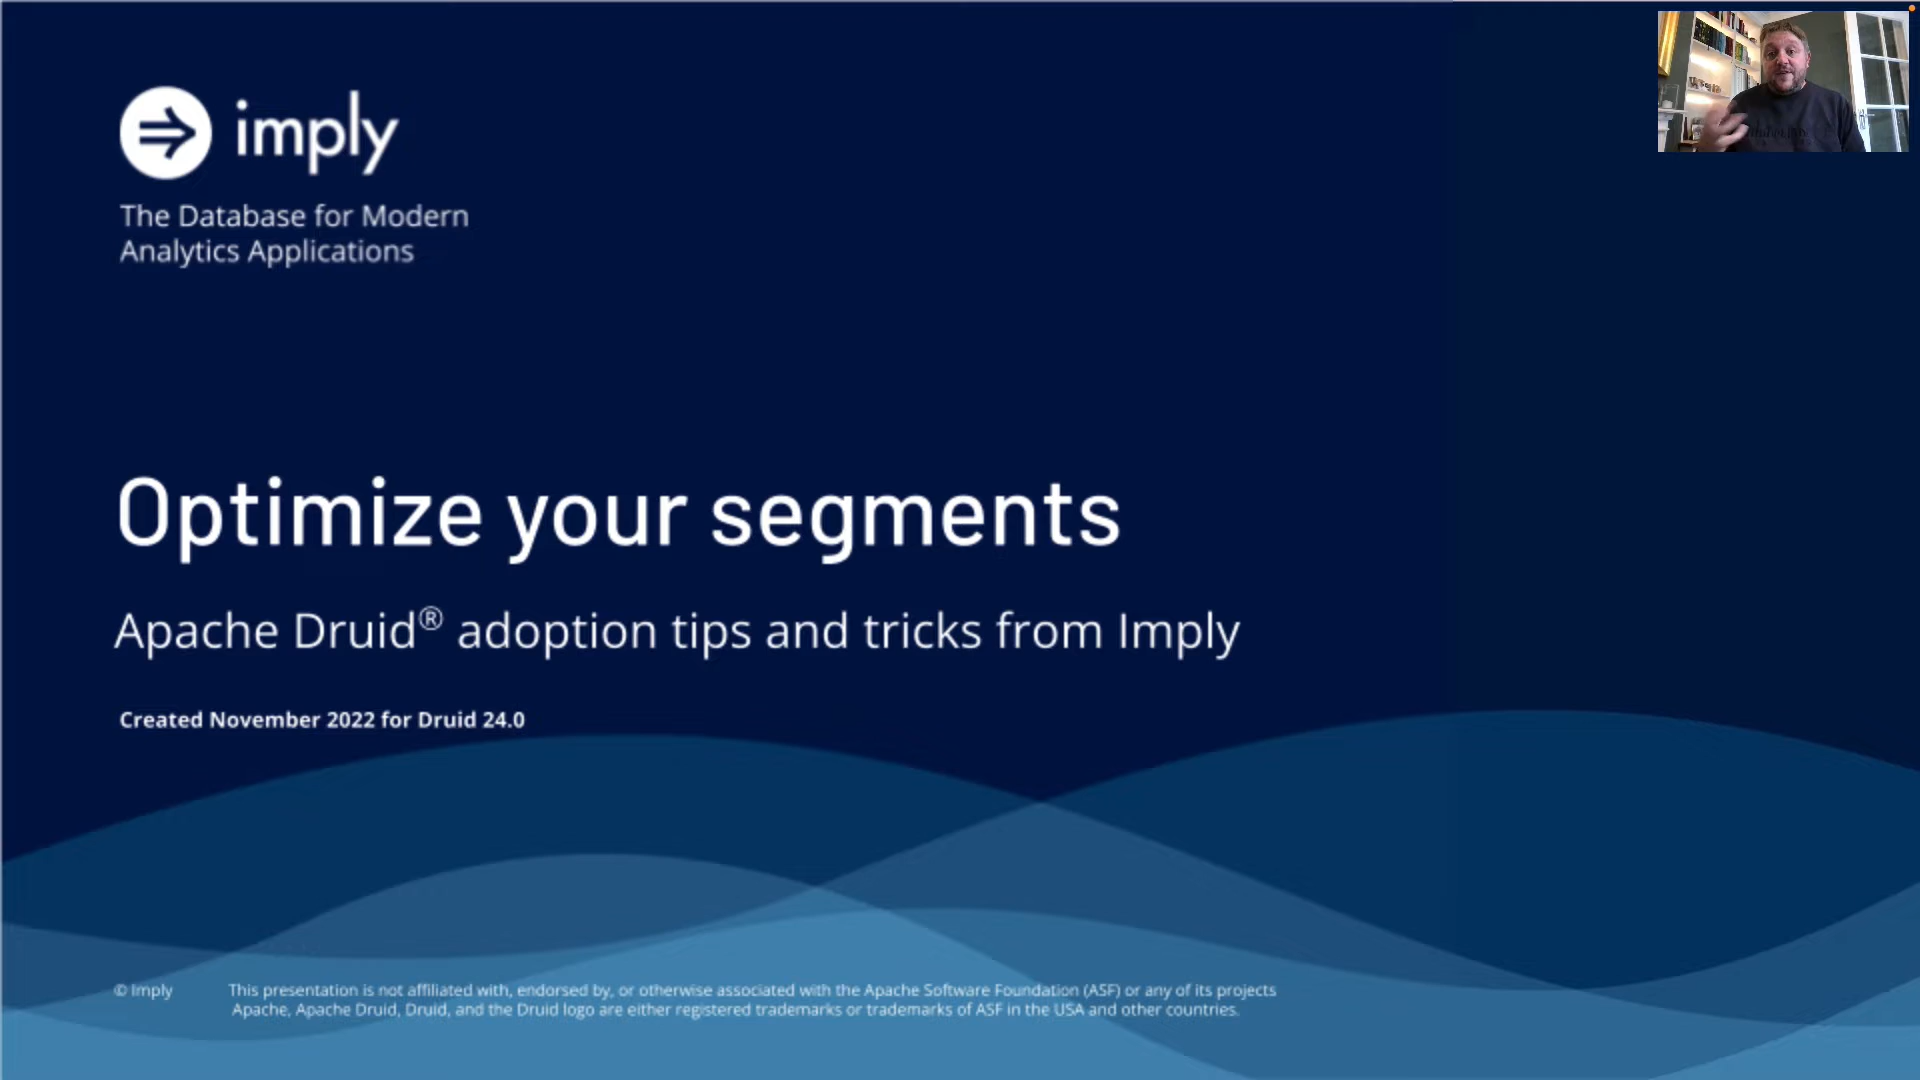 imply
The Database for Modern
Analytics Applications
Optimize your segments
Apache Druid® adoption tips and tricks from Imply
Created November 2022 for Druid 24.0
© Imply
This presentation is not affiliated with, endorsed by, or otherwise associated with the Apache Software Foundation (ASF) or any of its projects
Apache, Apache Druid, Druid, and the Druid logo are either registered trademarks or trademarks of ASF in the USA and other countries.